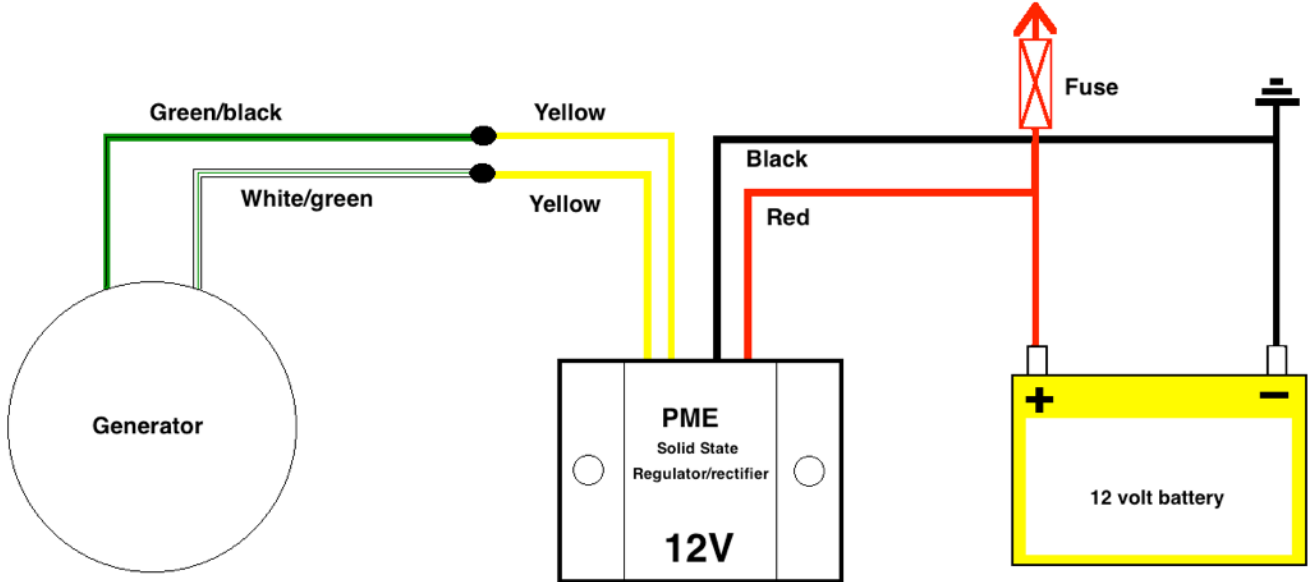 Green/black
Yellow
White/green
Yellow
Black
Red
Fuse
Generator
PME
Solid State
Regulator/rectifier
12V
+
−
12 volt battery